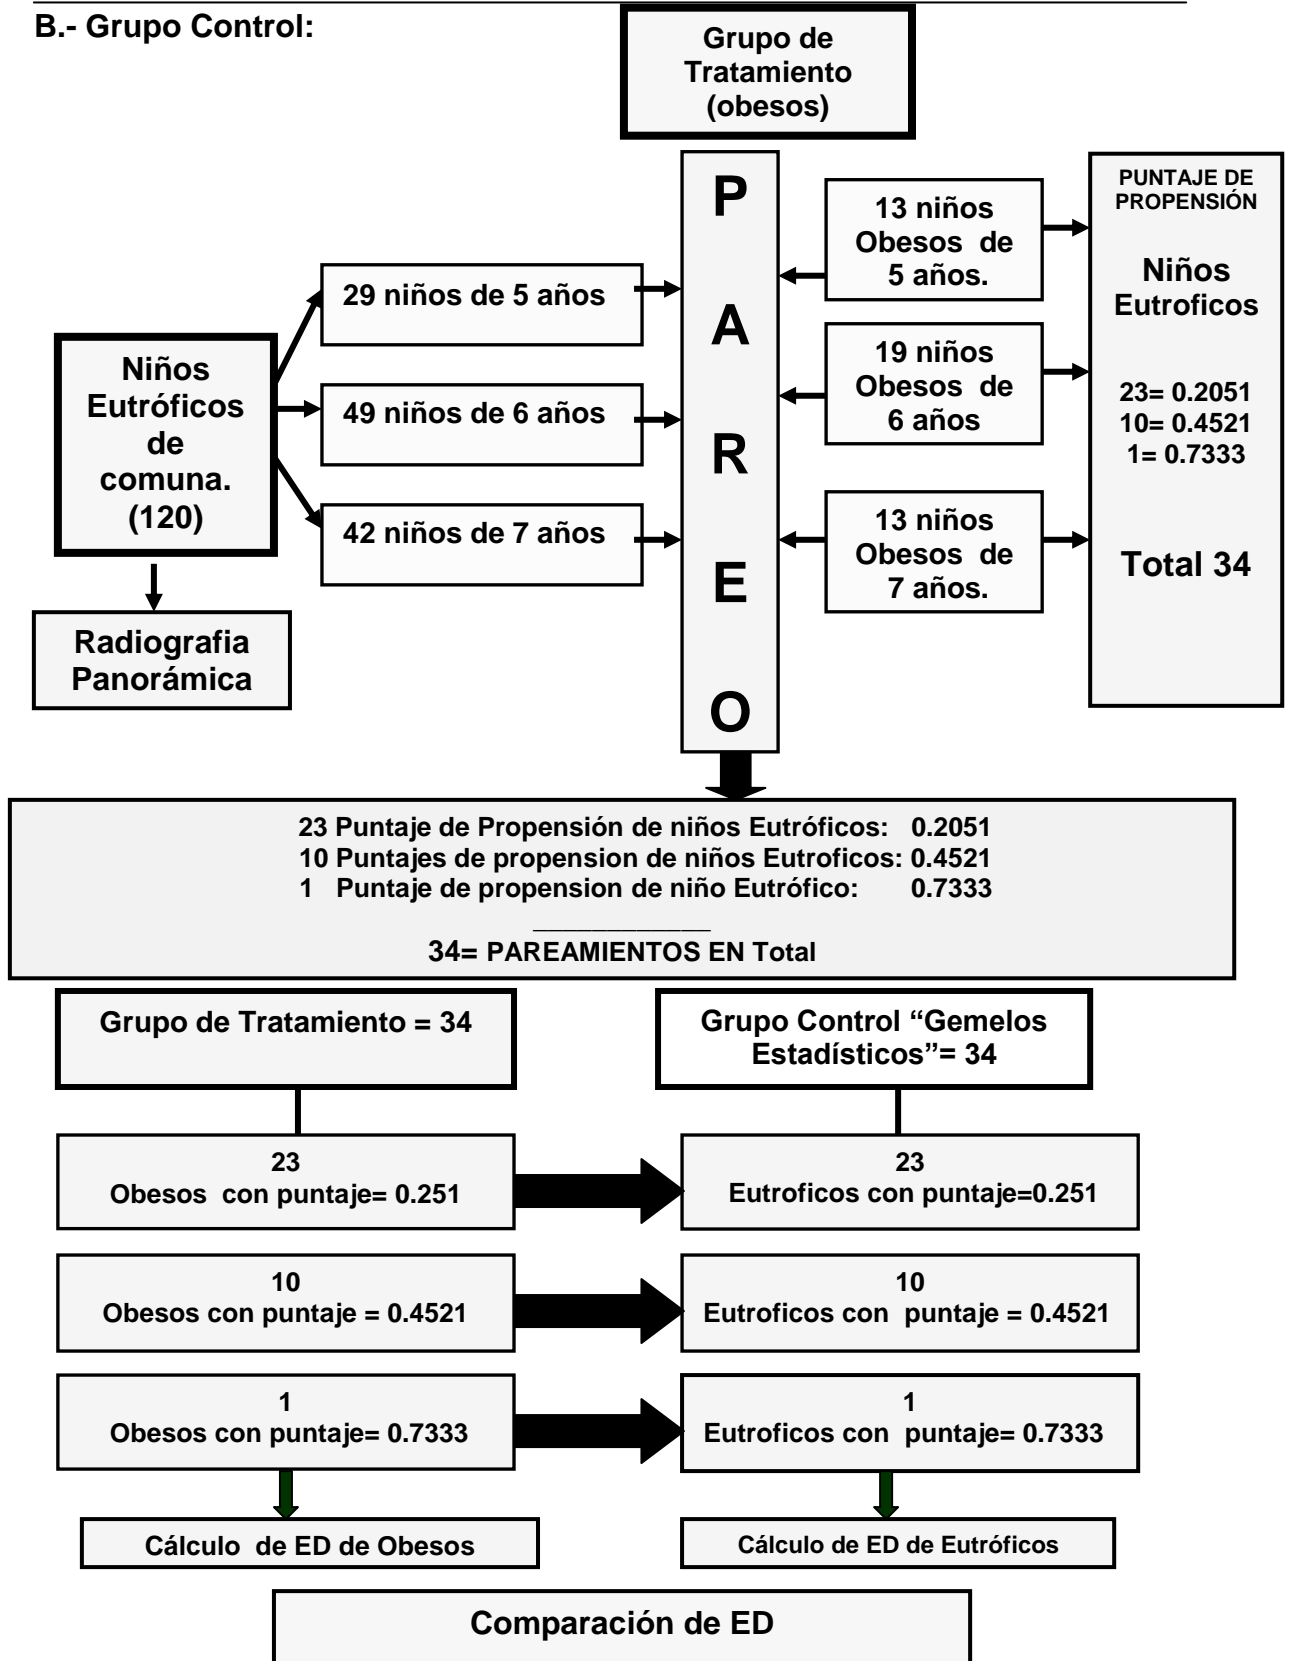 B.- Grupo Control:
Grupo de
Tratamiento
(obesos)
P
A
R
E
O
29 niños de 5 años
49 niños de 6 años
42 niños de 7 años
Niños
Eutróficos
de
comuna.
(120)
Radiografia
Panorámica
13 niños
Obesos de
5 años.
19 niños
Obesos de
6 años
13 niños
Obesos de
7 años.
PUNTAJE DE
PROPENSIÓN
Niños
Eutroficos
23= 0.2051
10= 0.4521
1= 0.7333
Total 34
23 Puntaje de Propensión de niños Eutróficos: 0.2051
10 Puntajes de propension de niños Eutroficos: 0.4521
1 Puntaje de propension de niño Eutrófico: 0.7333
____________
34= PAREAMIENTOS EN Total
Grupo de Tratamiento = 34
Grupo Control “Gemelos
Estadísticos”= 34
23
Obesos con puntaje= 0.251
23
Eutroficos con puntaje=0.251
10
Obesos con puntaje = 0.4521
10
Eutroficos con puntaje = 0.4521
1
Obesos con puntaje= 0.7333
1
Eutroficos con puntaje= 0.7333
Cálculo de ED de Obesos
Cálculo de ED de Eutróficos
Comparación de ED